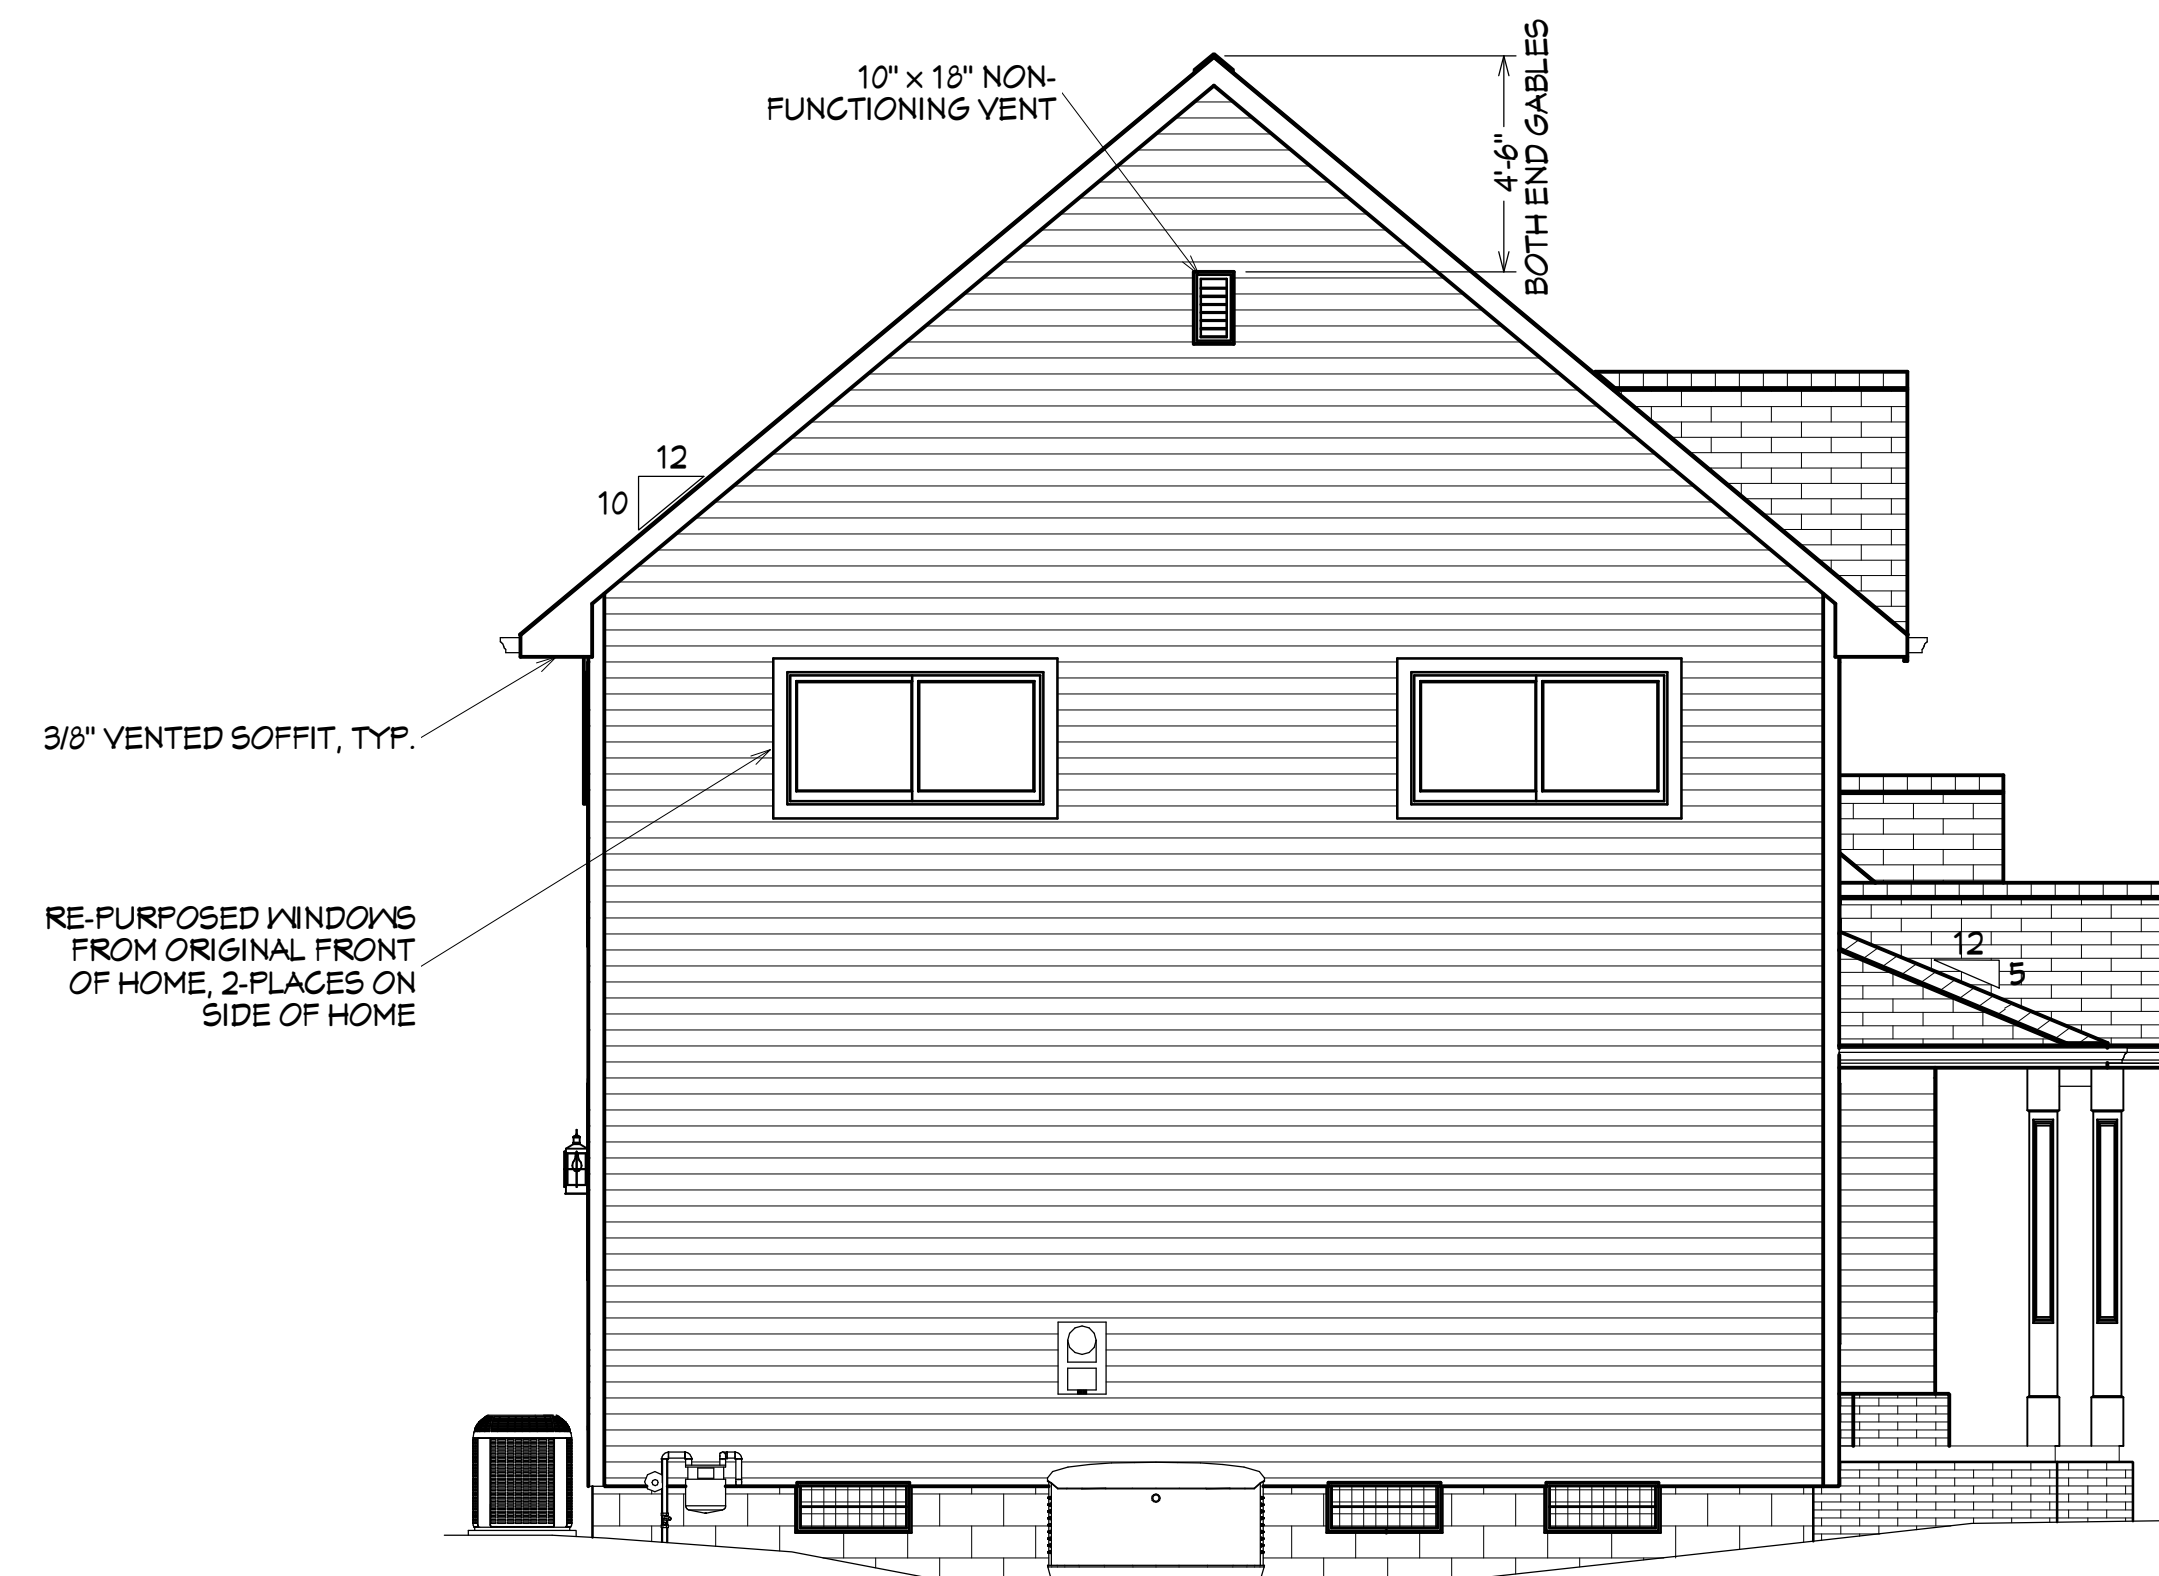 10" x 18" NON-
FUNCTIONING VENT
4'-6"
BOTH END GABLES
12
10
3/8" VENTED SOFFIT, TYP.
RE-PURPOSED WINDOWS
FROM ORIGINAL FRONT
OF HOME, 2-PLACES ON
SIDE OF HOME
12
5